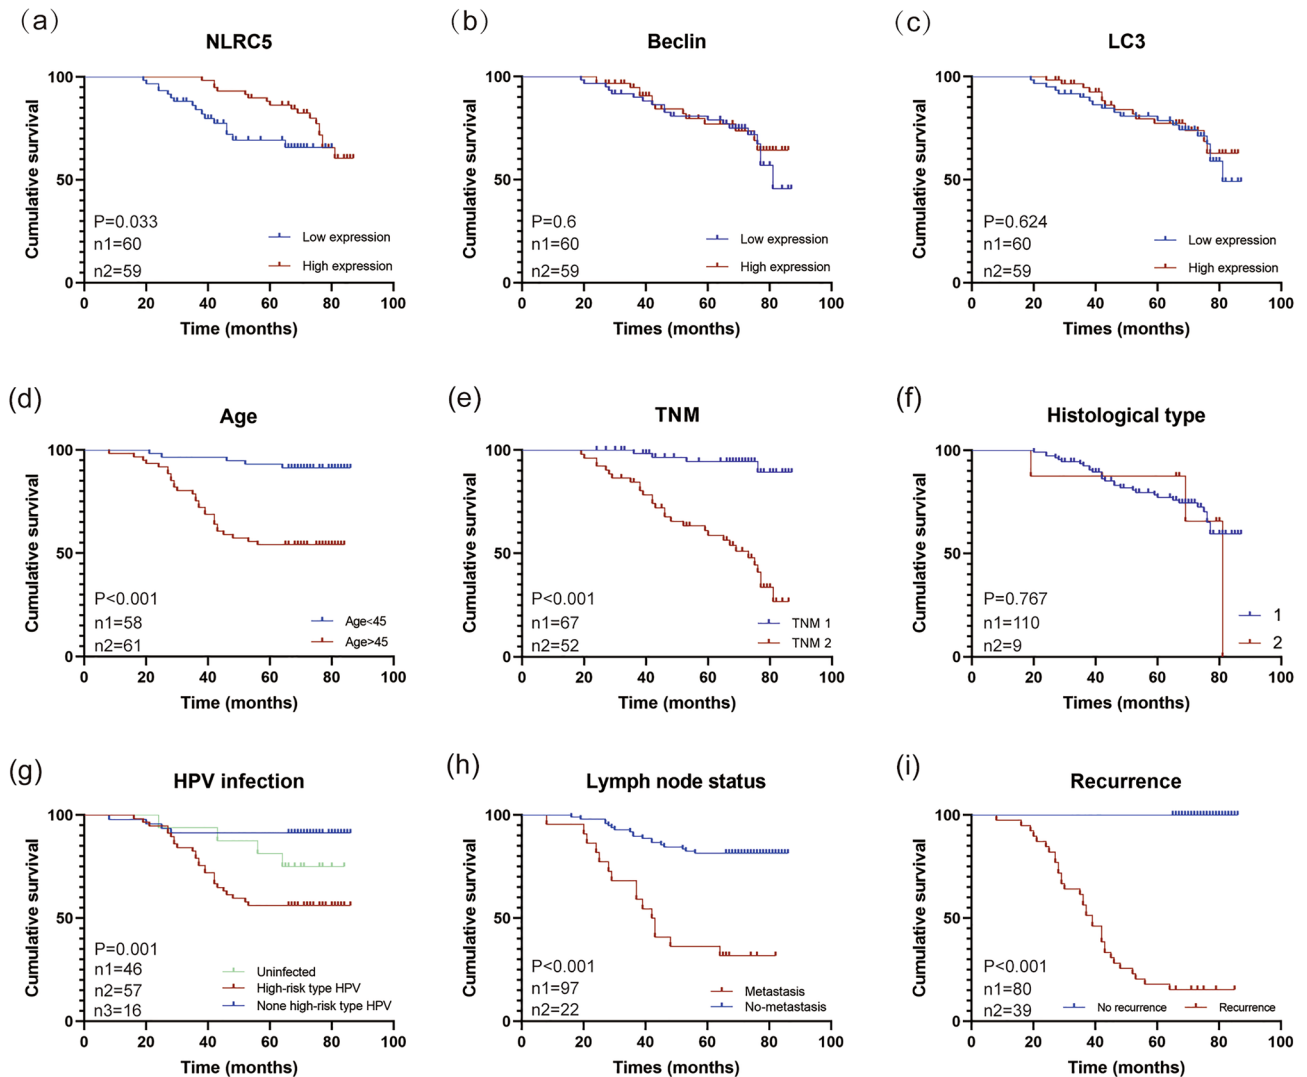 (a)
NLRC5
Cumulative survival
100
50
0
P=0.033
n1=60
n2=59
Low expression
High expression
0 20 40 60 80 100
Time (months)
(b)
Beclin
Cumulative survival
100
50
0
P=0.6
n1=60
n2=59
Low expression
High expression
0 20 40 60 80 100
Times (months)
(c)
LC3
Cumulative survival
100
50
0
P=0.624
n1=60
n2=59
Low expression
High expression
0 20 40 60 80 100
Times (months)
(d)
Age
Cumulative survival
100
50
0
P<0.001
n1=58
n2=61
Age<45
Age>45
0 20 40 60 80 100
Time (months)
(e)
TNM
Cumulative survival
100
50
0
P<0.001
n1=67
n2=52
TNM 1
TNM 2
0 20 40 60 80 100
Times (months)
(f)
Histological type
Cumulative survival
100
50
0
P=0.767
n1=110
n2=9
1
2
0 20 40 60 80 100
Times (months)
(g)
HPV infection
Cumulative survival
100
50
0
P=0.001
n1=46
n2=57
n3=16
Uninfected
High-risk type HPV
None high-risk type HPV
0 20 40 60 80 100
Time (months)
(h)
Lymph node status
Cumulative survival
100
50
0
P<0.001
n1=97
n2=22
Metastasis
No-metastasis
0 20 40 60 80 100
Times (months)
(i)
Recurrence
Cumulative survival
100
50
0
P<0.001
n1=80
n2=39
No recurrence
Recurrence
0 20 40 60 80 100
Times (months)